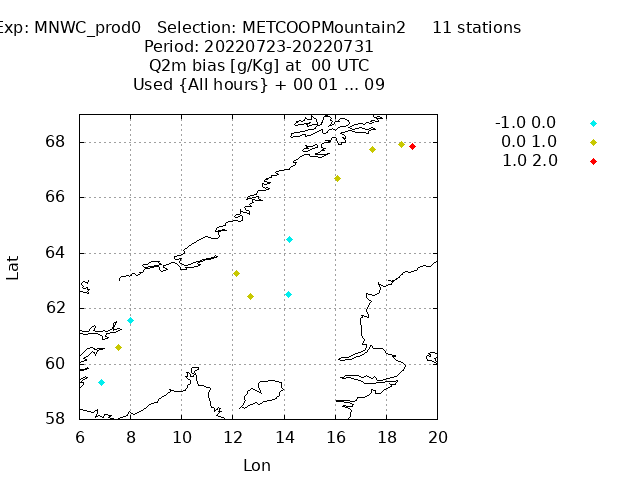 Exp: MNWC_prod0 Selection: METCOOPMountain2 11 stations
Period: 20220723-20220731
Q2m bias [g/Kg] at 00 UTC
Used {All hours} + 00 01 ... 09
-1.0 0.0
0.0 1.0
1.0 2.0
68
66
64
62
60
58
Lat
6 8 10 12 14 16 18 20
Lon